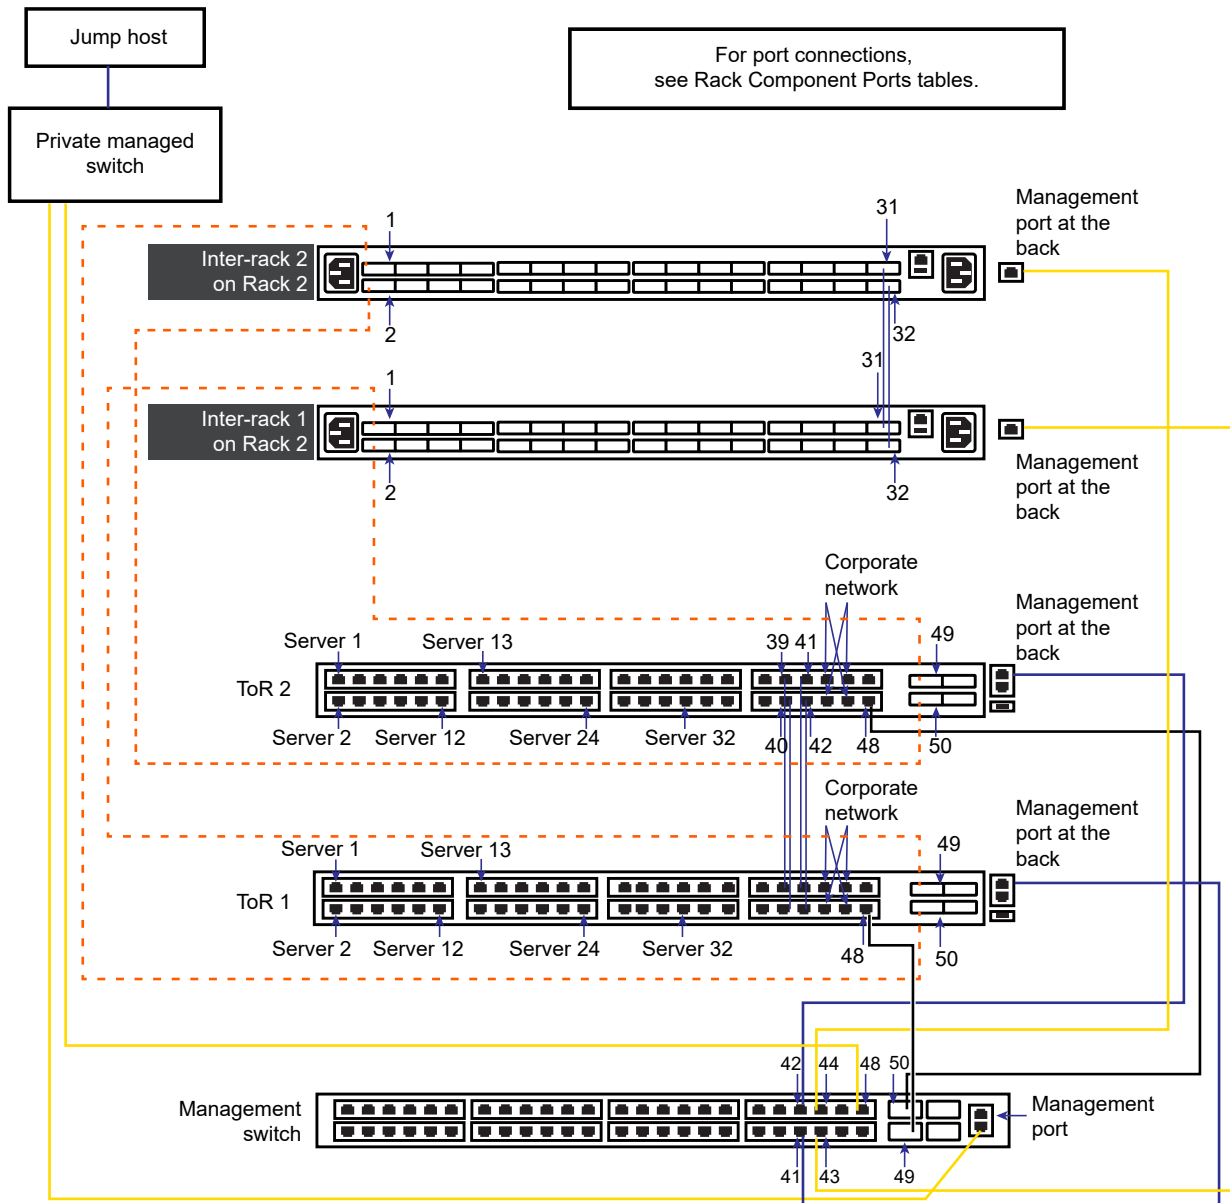 Jump host
For port connections,
see Rack Component Ports tables.
Private managed
switch
Management
port at the
back
1
31
Inter-rack 2
on Rack 2
2
32
31
1
Inter-rack 1
on Rack 2
Management
port at the
back
2
32
Corporate
network
Management
port at the
back
Server 1
Server 13
39 41
49
ToR 2
Server 2
Server 12
Server 24
Server 32
40
42
48
50
Corporate
network
Management
port at the
back
Server 1
Server 13
49
ToR 1
Server 2
Server 12
Server 24
Server 32
48
50
42
44
48
50
Management
switch
Management
port
41
43
49